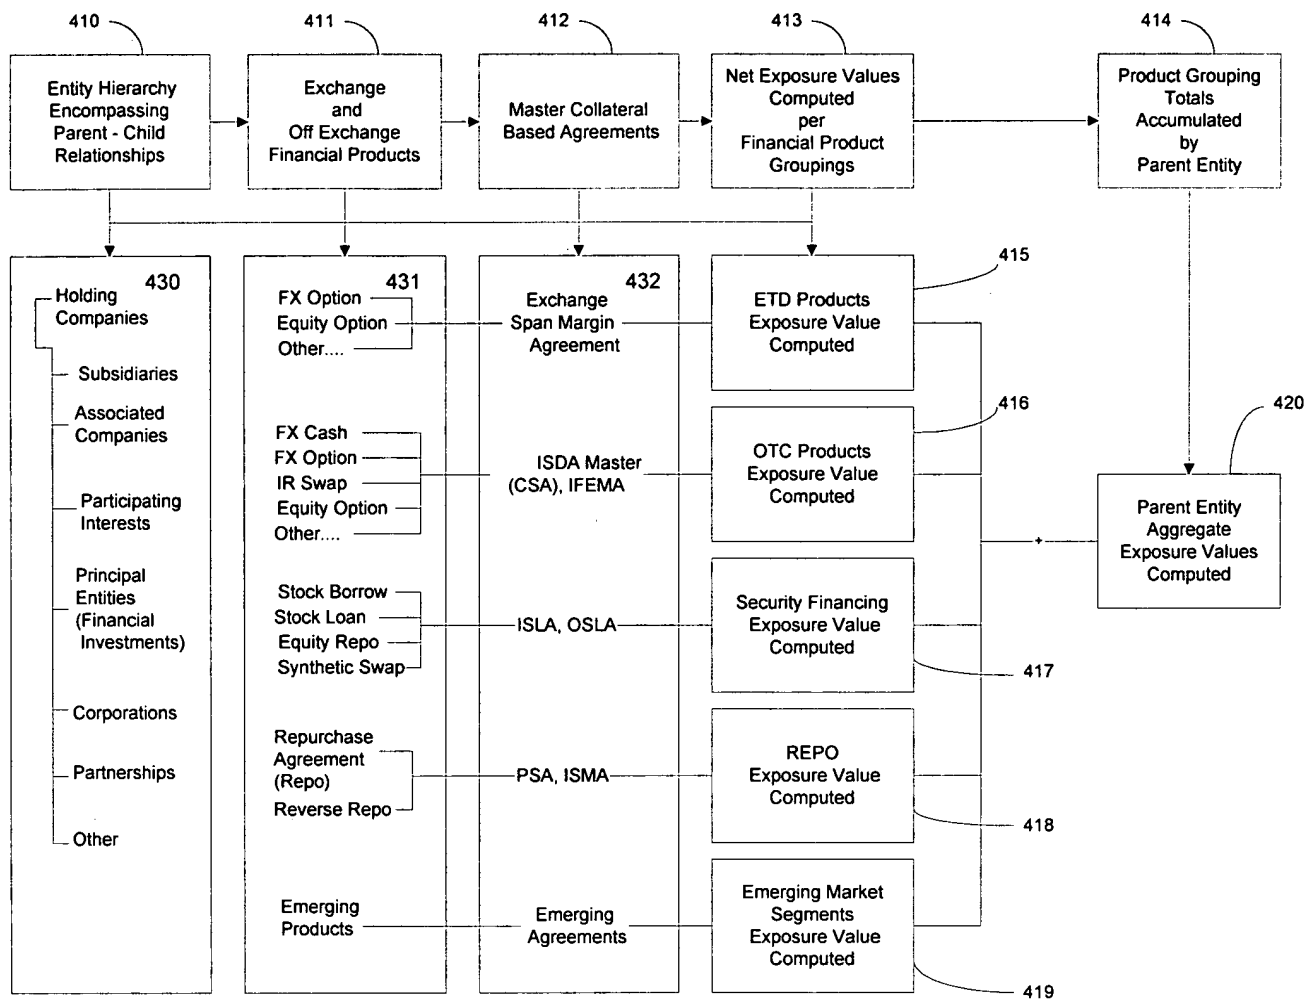 410
411
412
413
414
Entity Hierarchy
Encompassing
Parent - Child
Relationships
Exchange
and
Off Exchange
Financial Products
Master Collateral
Based Agreements
Net Exposure Values
Computed
per
Financial Product
Groupings
Product Grouping
Totals
Accumulated
by
Parent Entity
430
Holding
Companies
Subsidiaries
Associated
Companies
Participating
Interests
Principal
Entities
(Financial
Investments)
Corporations
Partnerships
Other
431
FX Option
Equity Option
Other....
FX Cash
FX Option
IR Swap
Equity Option
Other....
Stock Borrow
Stock Loan
Equity Repo
Synthetic Swap
Repurchase
Agreement
(Repo)
Reverse Repo
Emerging
Products
432
Exchange
Span Margin
Agreement
ISDA Master
(CSA), IFEMA
ISLA, OSLA
PSA, ISMA
Emerging
Agreements
415
ETD Products
Exposure Value
Computed
416
OTC Products
Exposure Value
Computed
Security Financing
Exposure Value
Computed
417
REPO
Exposure Value
Computed
418
Emerging Market
Segments
Exposure Value
Computed
419
+
420
Parent Entity
Aggregate
Exposure Values
Computed